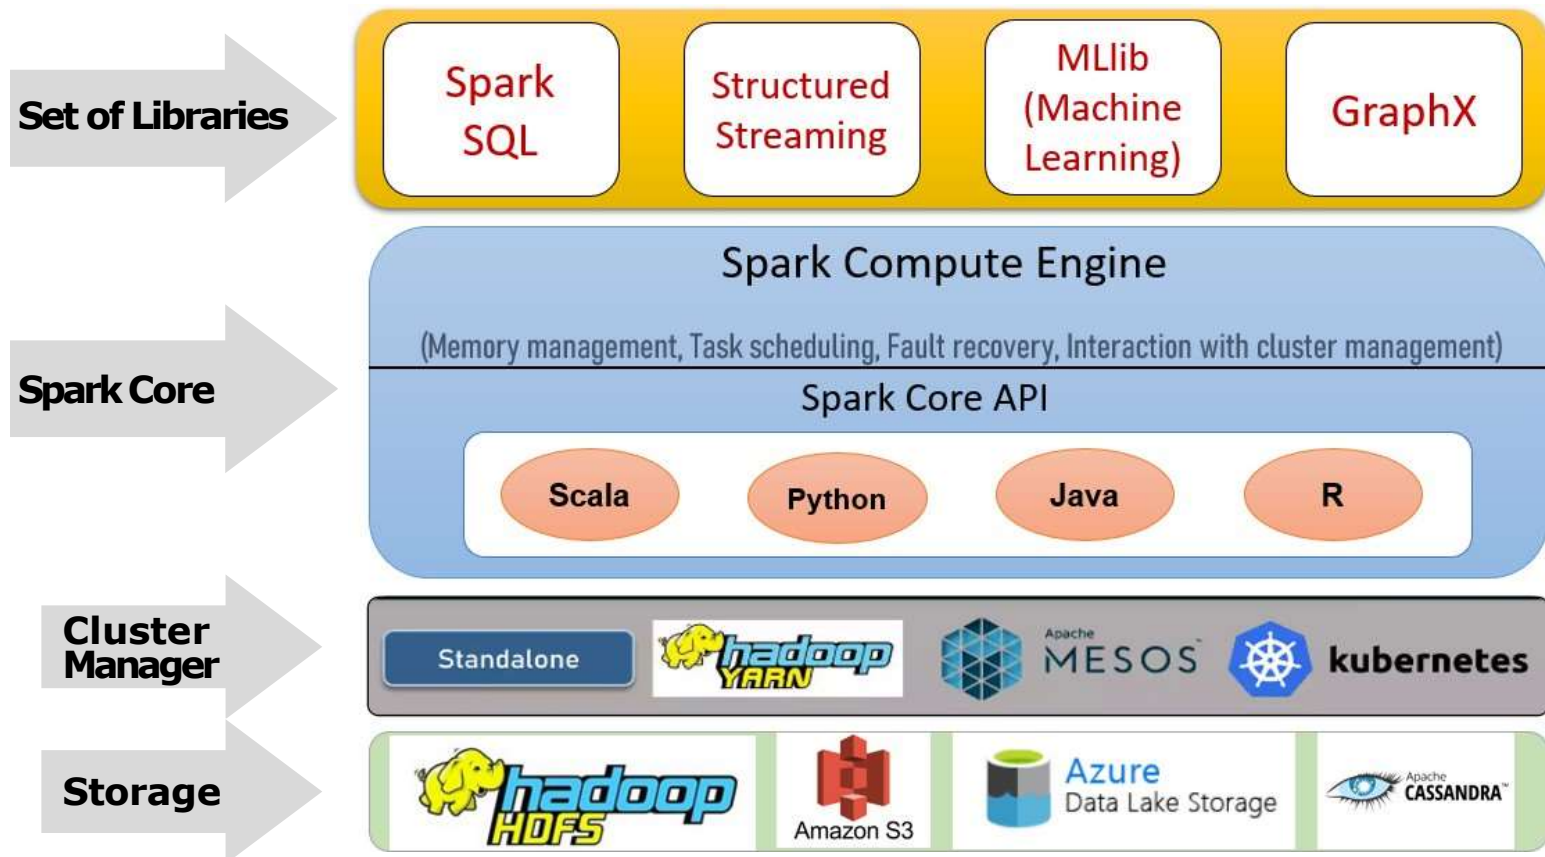 Set of Libraries
Spark
SQL
Structured
Streaming
MLlib
(Machine
Learning)
GraphX
Spark Core
Spark Compute Engine
(Memory management, Task scheduling, Fault recovery, Interaction with cluster management)
Spark Core API
Scala
Python
Java
R
Cluster
Manager
Standalone
hadoop
YARN
Apache
MESOS™
kubernetes
Storage
hadoop
HDFS
Amazon S3
Azure
Data Lake Storage
Apache
CASSANDRA™